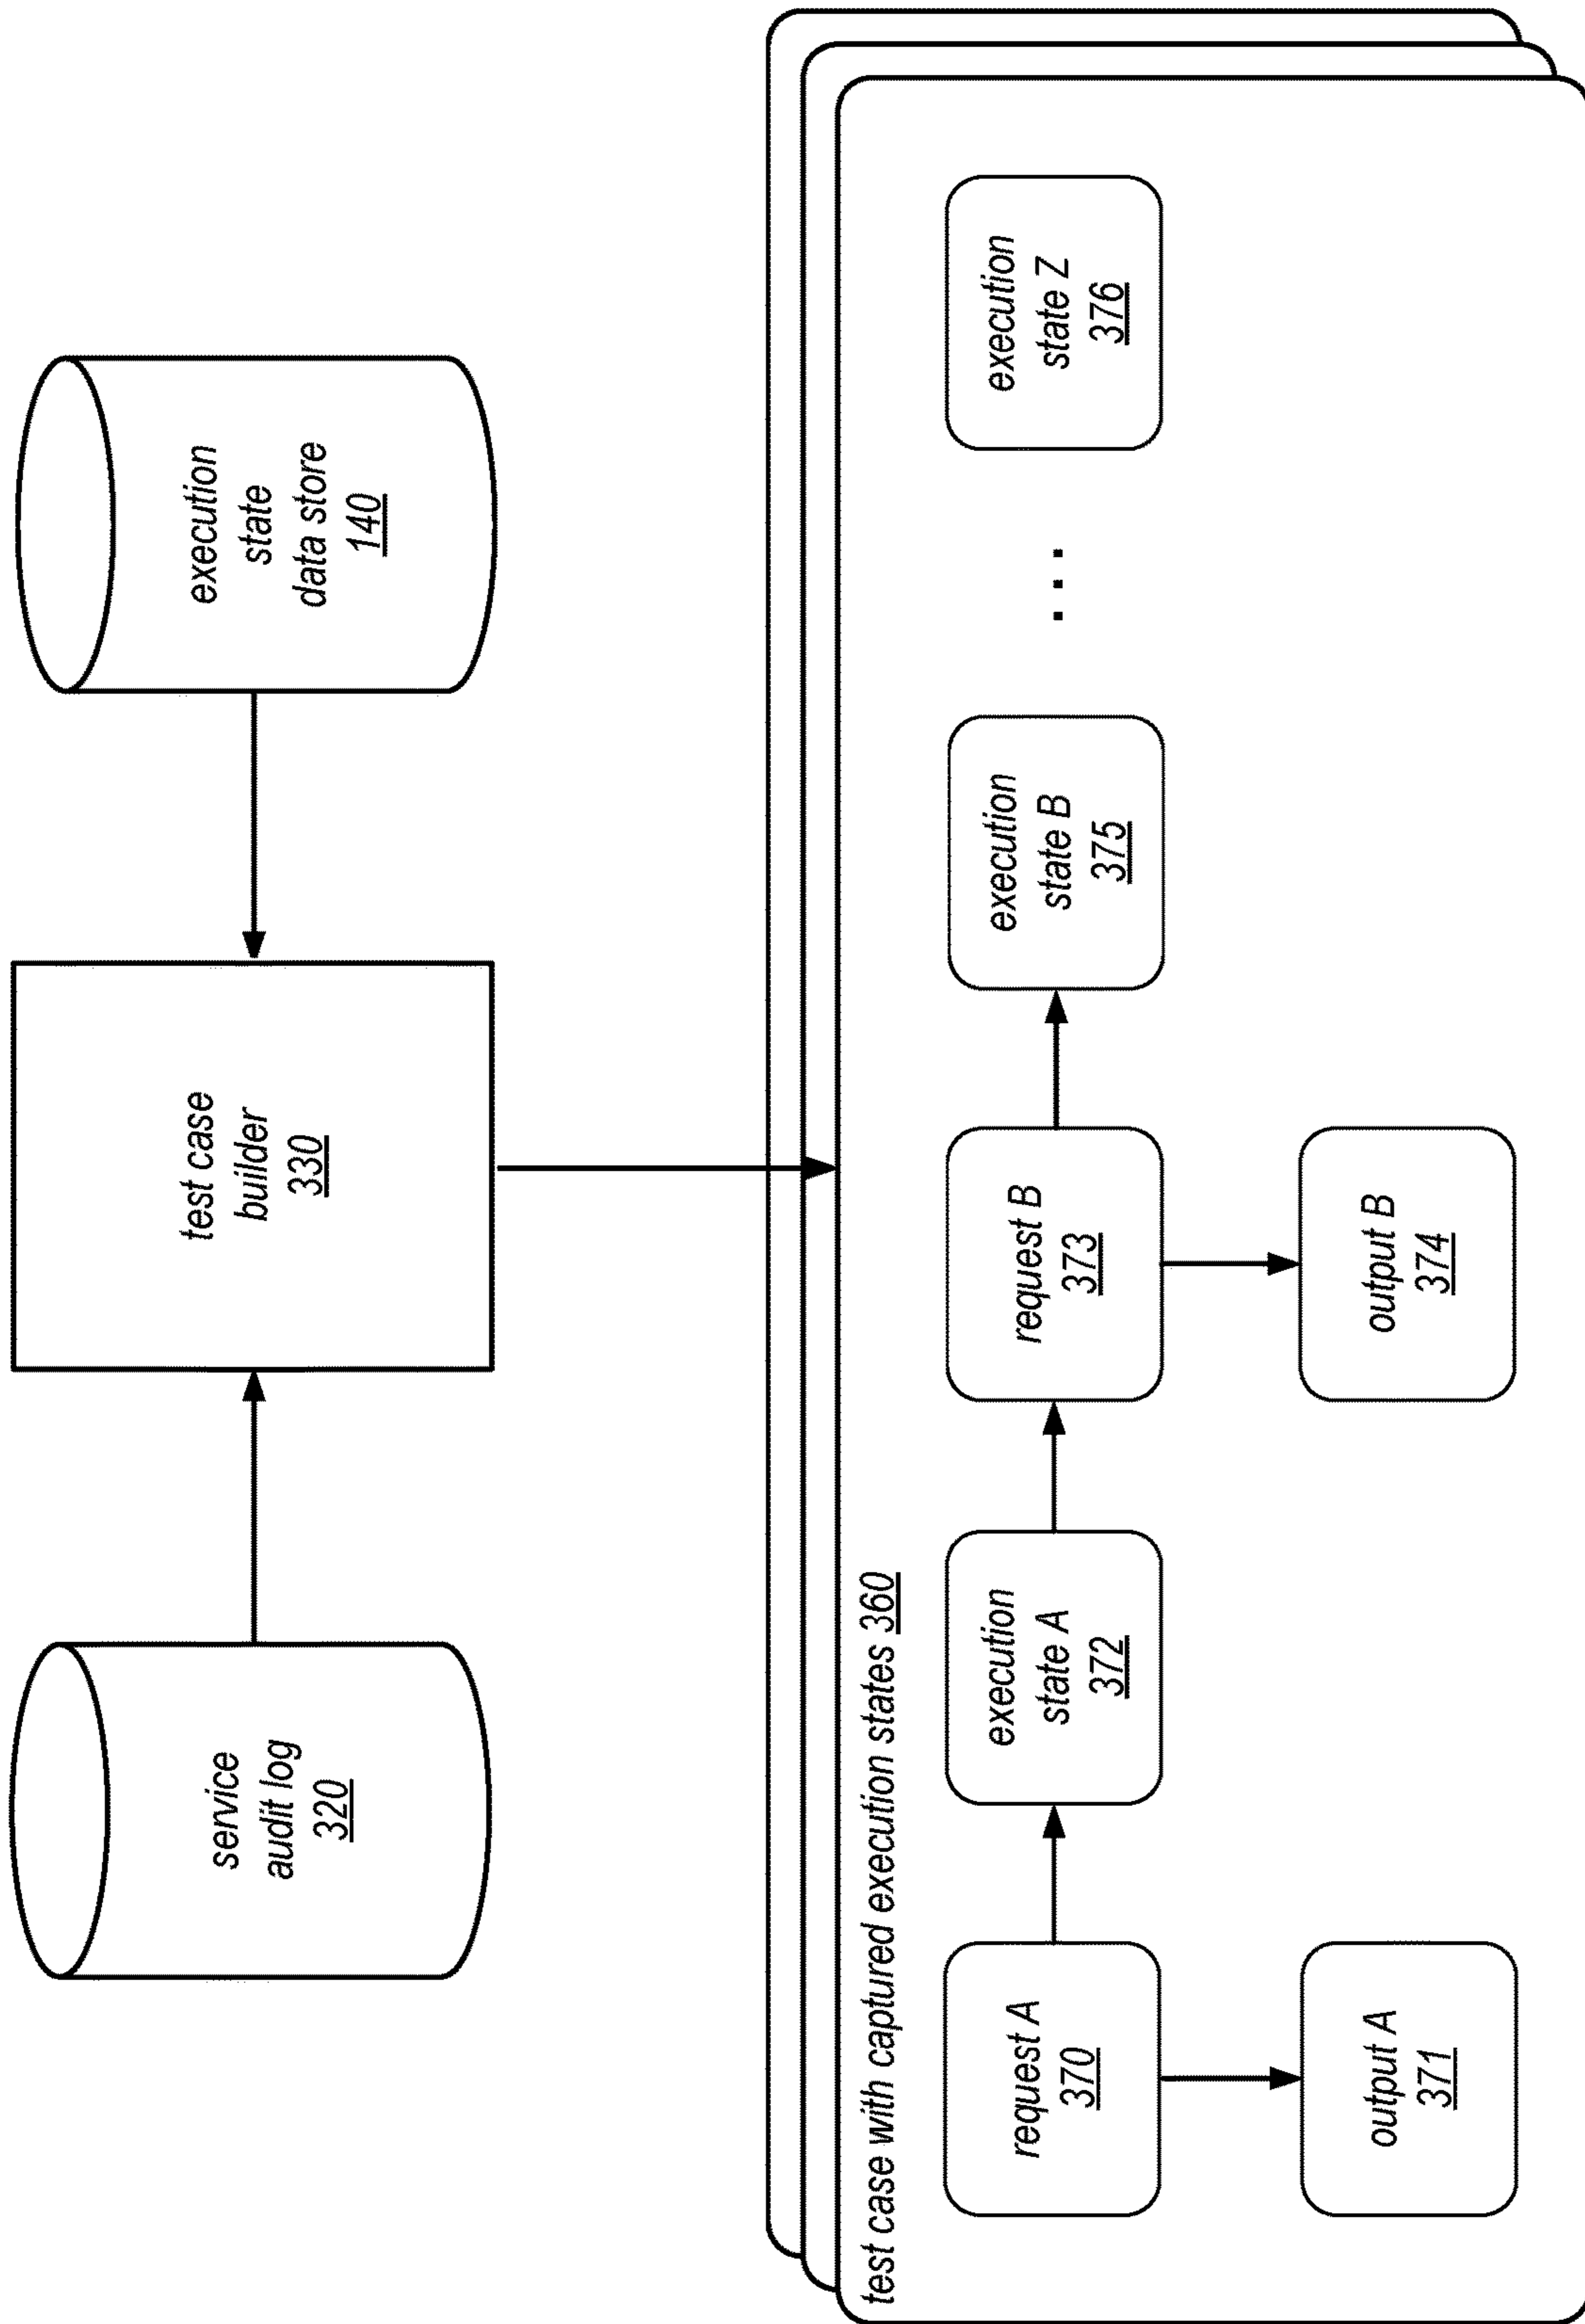 service
audit log
320
test case
builder
330
execution
state
data store
140
test case with captured execution states 360
request A
370
execution
state A
372
request B
373
execution
state B
375
...
execution
state Z
376
output A
371
output B
374